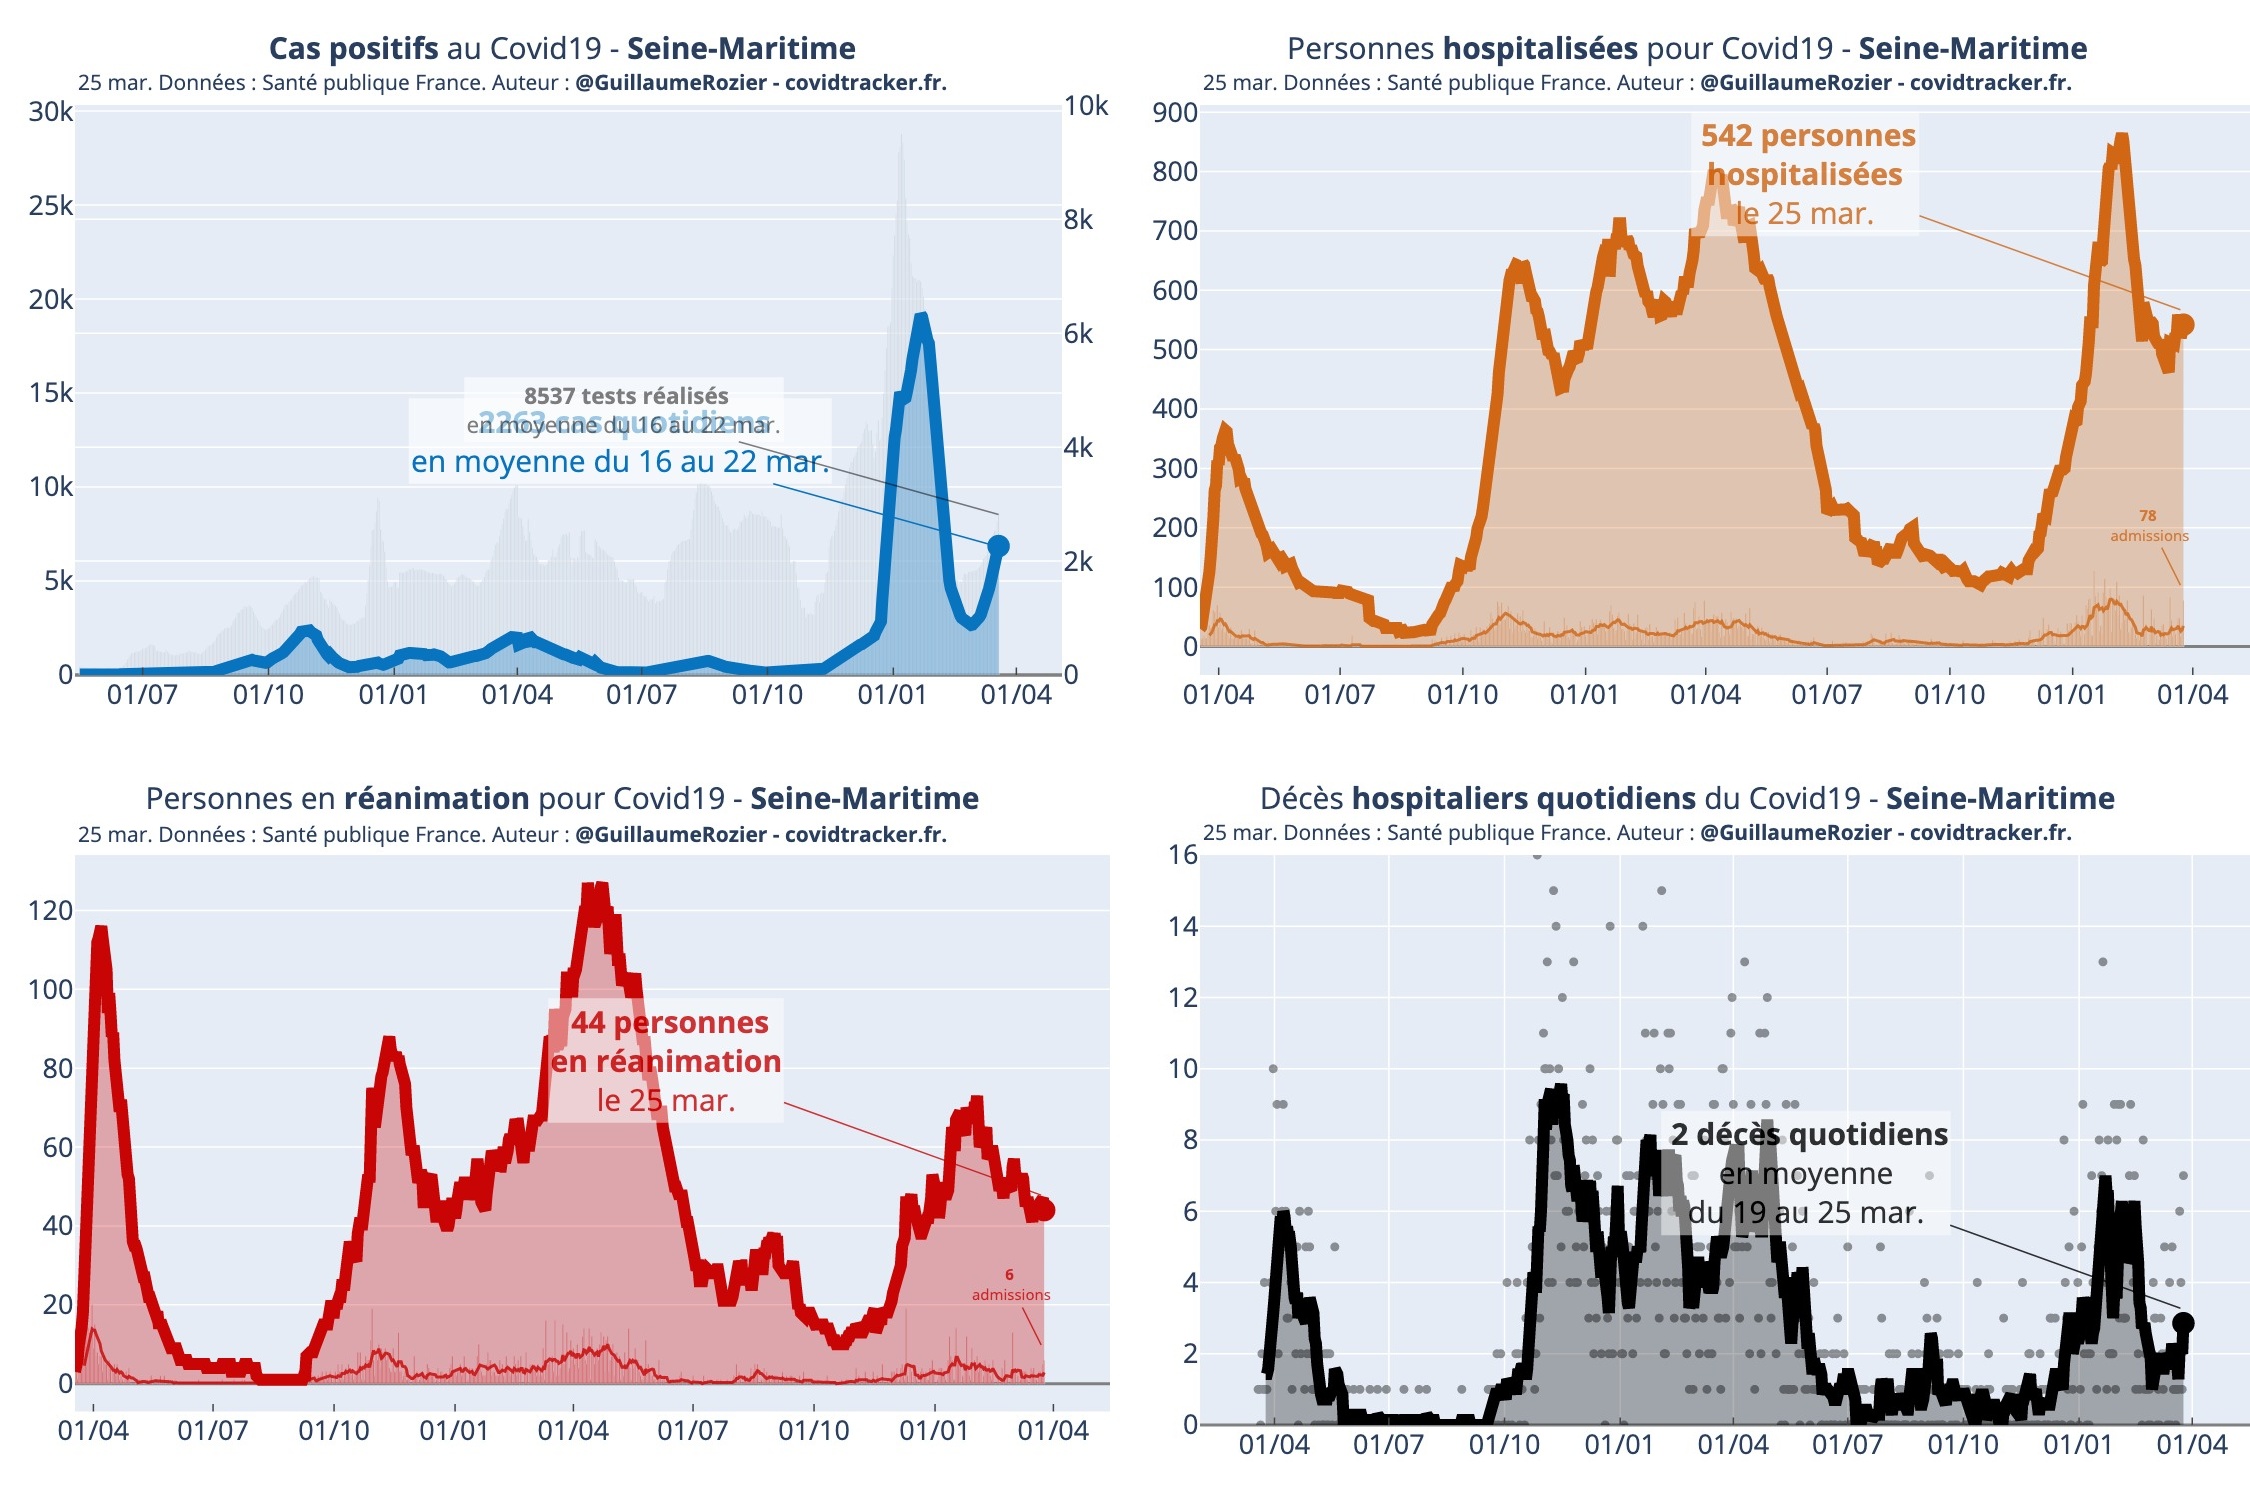 Cas positifs au Covid19 - Seine-Maritime
25 mar. Données : Santé publique France. Auteur : @GuillaumeRozier - covidtracker.fr.
30k
25k
20k
15k
10k
5k
0
10k
8k
6k
4k
2k
0
8537 tests réalisés
en moyenne du 16 au 22 mar.
2263 cas quotidiens
en moyenne du 16 au 22 mar.
01/07 01/10 01/01 01/04 01/07 01/10 01/01 01/04
Personnes hospitalisées pour Covid19 - Seine-Maritime
25 mar. Données : Santé publique France. Auteur : @GuillaumeRozier - covidtracker.fr.
900
800
700
600
500
400
300
200
100
0
542 personnes
hospitalisées
le 25 mar.
78
admissions
01/04 01/07 01/10 01/01 01/04 01/07 01/10 01/01 01/04
Personnes en réanimation pour Covid19 - Seine-Maritime
25 mar. Données : Santé publique France. Auteur : @GuillaumeRozier - covidtracker.fr.
120
100
80
60
40
20
0
44 personnes
en réanimation
le 25 mar.
6
admissions
01/04 01/07 01/10 01/01 01/04 01/07 01/10 01/01 01/04
Décès hospitaliers quotidiens du Covid19 - Seine-Maritime
25 mar. Données : Santé publique France. Auteur : @GuillaumeRozier - covidtracker.fr.
16
14
12
10
8
6
4
2
0
2 décès quotidiens
en moyenne
du 19 au 25 mar.
01/04 01/07 01/10 01/01 01/04 01/07 01/10 01/01 01/04